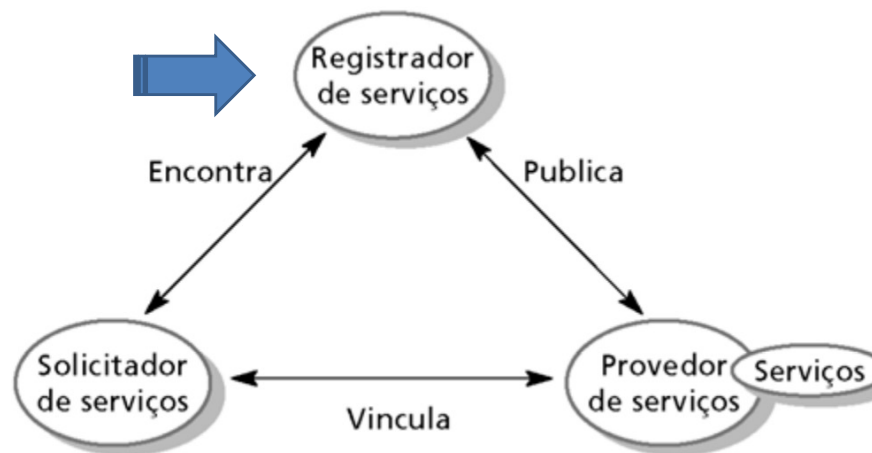 Registrador
de serviços
Encontra
Publica
Solicitador
de serviços
Provedor
de serviços
Serviços
Vincula